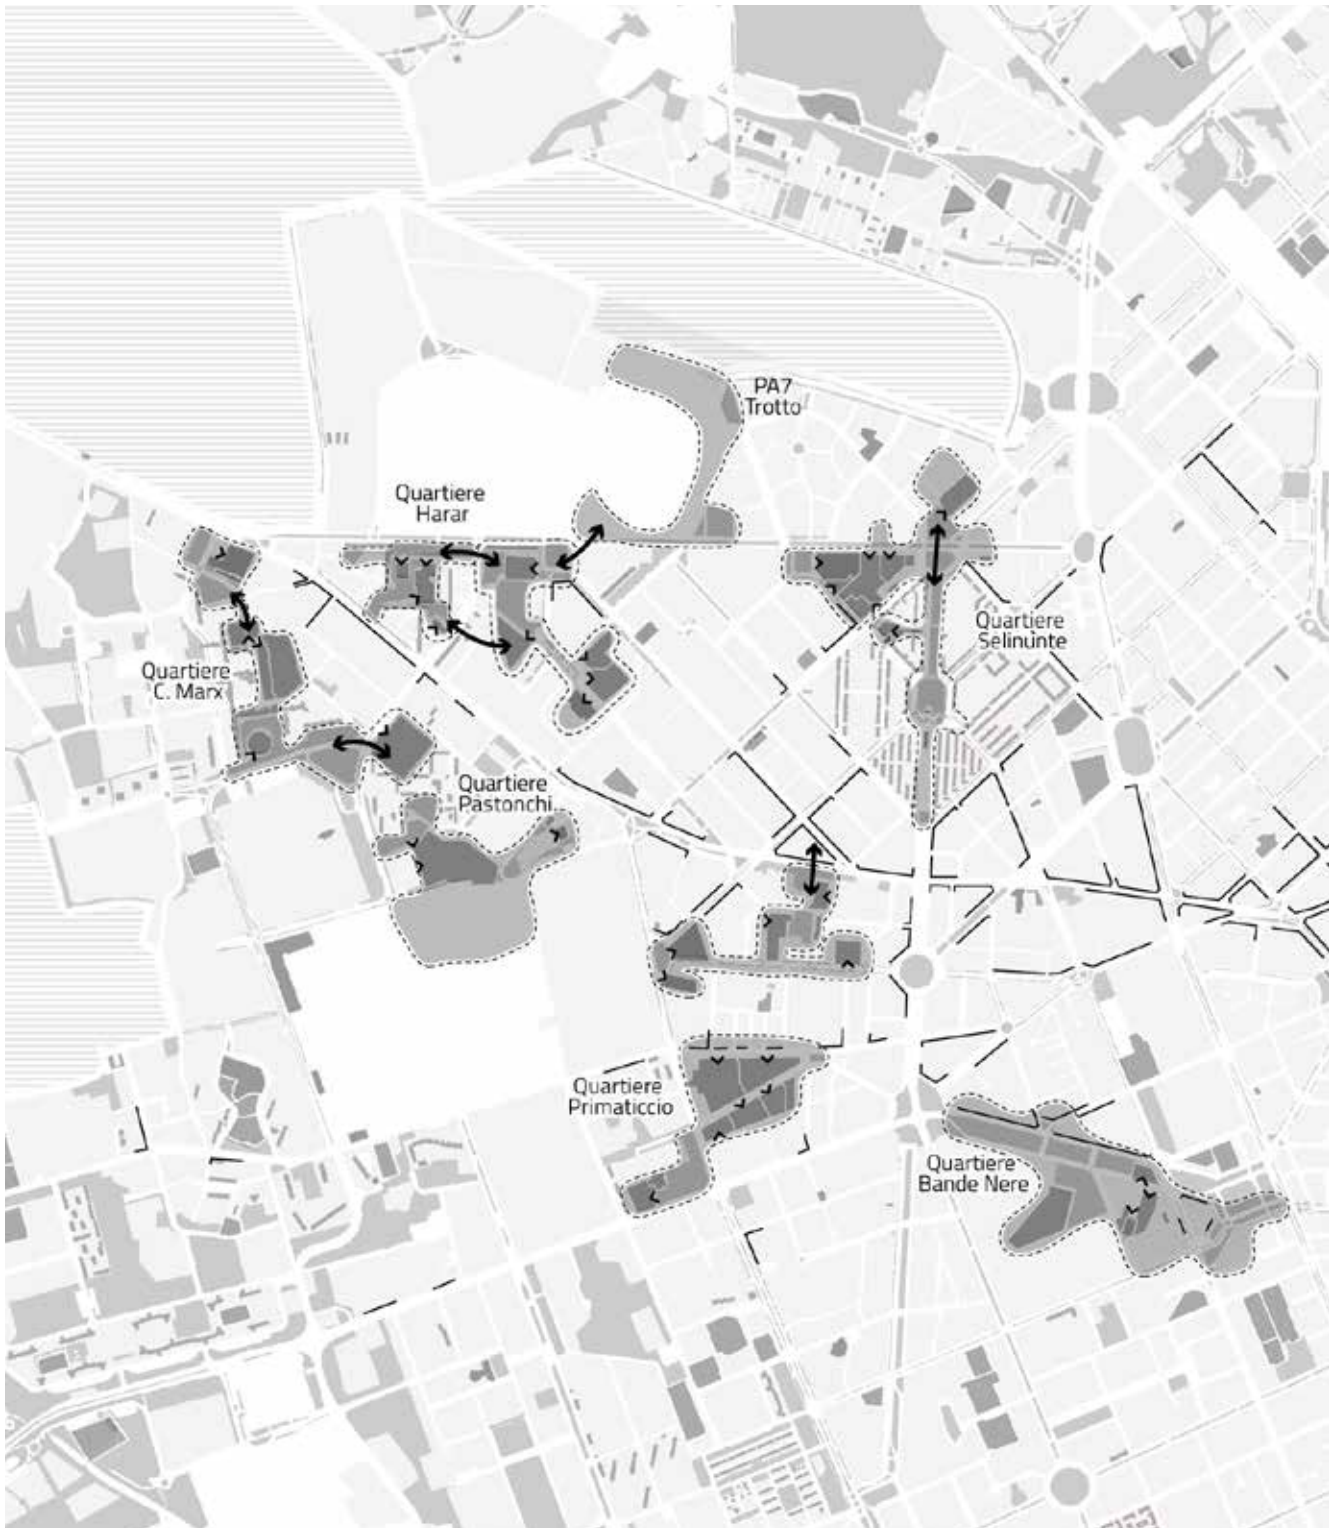 PA7
Trotto
Quartiere
Harar
Quartiere
Selinunte
Quartiere
C. Marx
Quartiere
Pastonchi
Quartiere
Primaticcio
Quartiere
Bande Nere